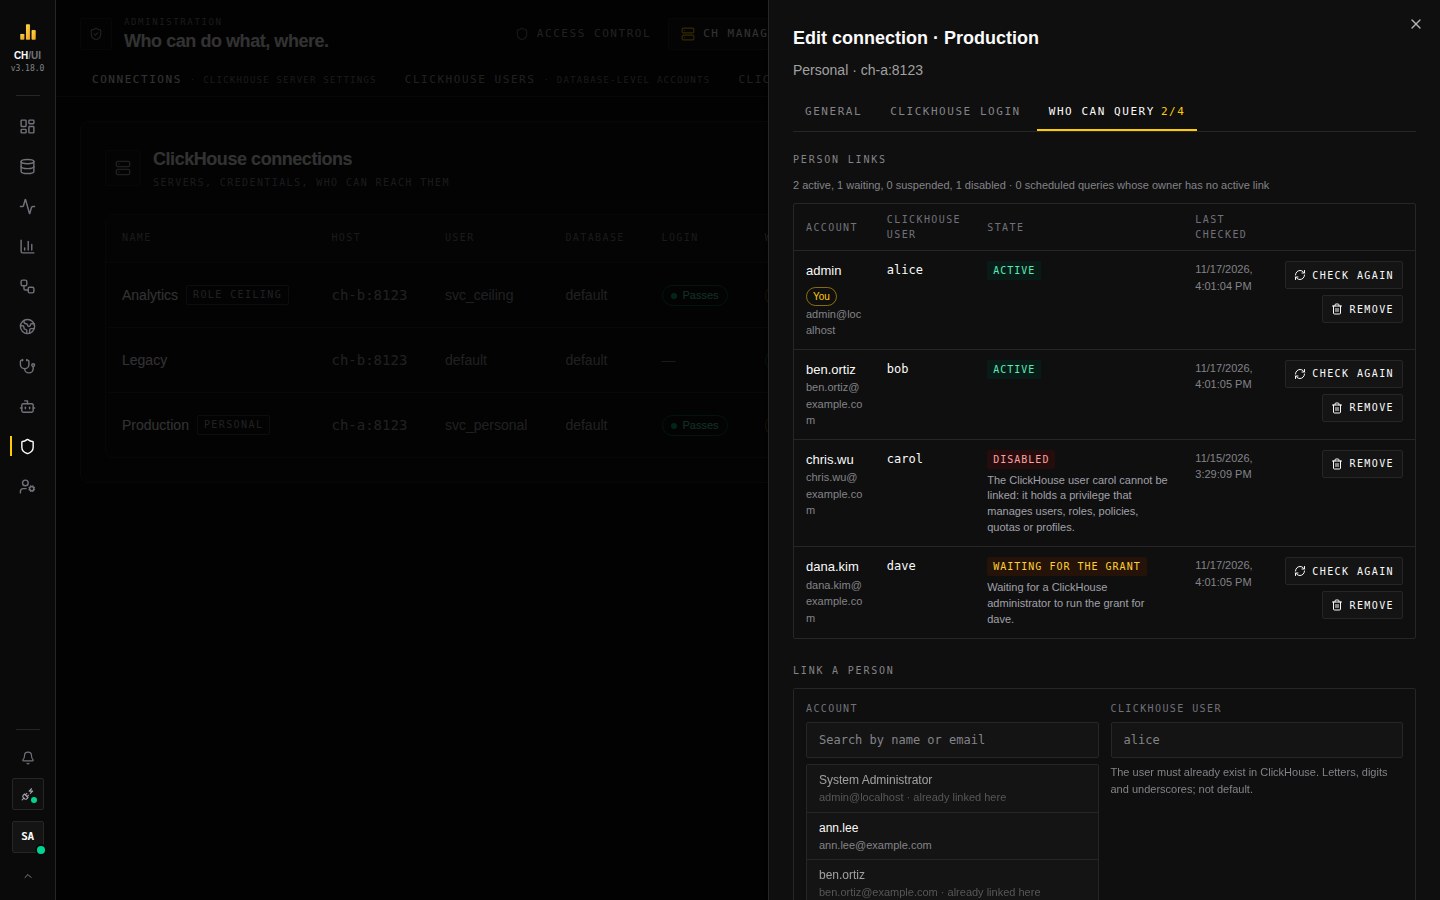 CH/UI
v3.18.0
SA
ADMINISTRATION
Who can do what, where.
ACCESS CONTROL
CH MANAG
CONNECTIONS · CLICKHOUSE SERVER SETTINGS
CLICKHOUSE USERS · DATABASE-LEVEL ACCOUNTS
CLIC
ClickHouse connections
SERVERS, CREDENTIALS, WHO CAN REACH THEM
NAME HOST USER DATABASE LOGIN
Analytics ROLE CEILING ch-b:8123 svc_ceiling default Passes
Legacy ch-b:8123 default default —
Production PERSONAL ch-a:8123 svc_personal default Passes
Edit connection · Production
Personal · ch-a:8123
GENERAL CLICKHOUSE LOGIN WHO CAN QUERY 2/4
PERSON LINKS
2 active, 1 waiting, 0 suspended, 1 disabled · 0 scheduled queries whose owner has no active link
ACCOUNT
CLICKHOUSE
USER
STATE
LAST
CHECKED
admin
You
admin@loc
alhost
alice
ACTIVE
11/17/2026,
4:01:04 PM
CHECK AGAIN
REMOVE
ben.ortiz
ben.ortiz@
example.co
m
bob
ACTIVE
11/17/2026,
4:01:05 PM
CHECK AGAIN
REMOVE
chris.wu
chris.wu@
example.co
m
carol
DISABLED
The ClickHouse user carol cannot be
linked: it holds a privilege that
manages users, roles, policies,
quotas or profiles.
11/15/2026,
3:29:09 PM
REMOVE
dana.kim
dana.kim@
example.co
m
dave
WAITING FOR THE GRANT
Waiting for a ClickHouse
administrator to run the grant for
dave.
11/17/2026,
4:01:05 PM
CHECK AGAIN
REMOVE
LINK A PERSON
ACCOUNT
Search by name or email
System Administrator
admin@localhost · already linked here
ann.lee
ann.lee@example.com
ben.ortiz
ben.ortiz@example.com · already linked here
CLICKHOUSE USER
alice
The user must already exist in ClickHouse. Letters, digits
and underscores; not default.